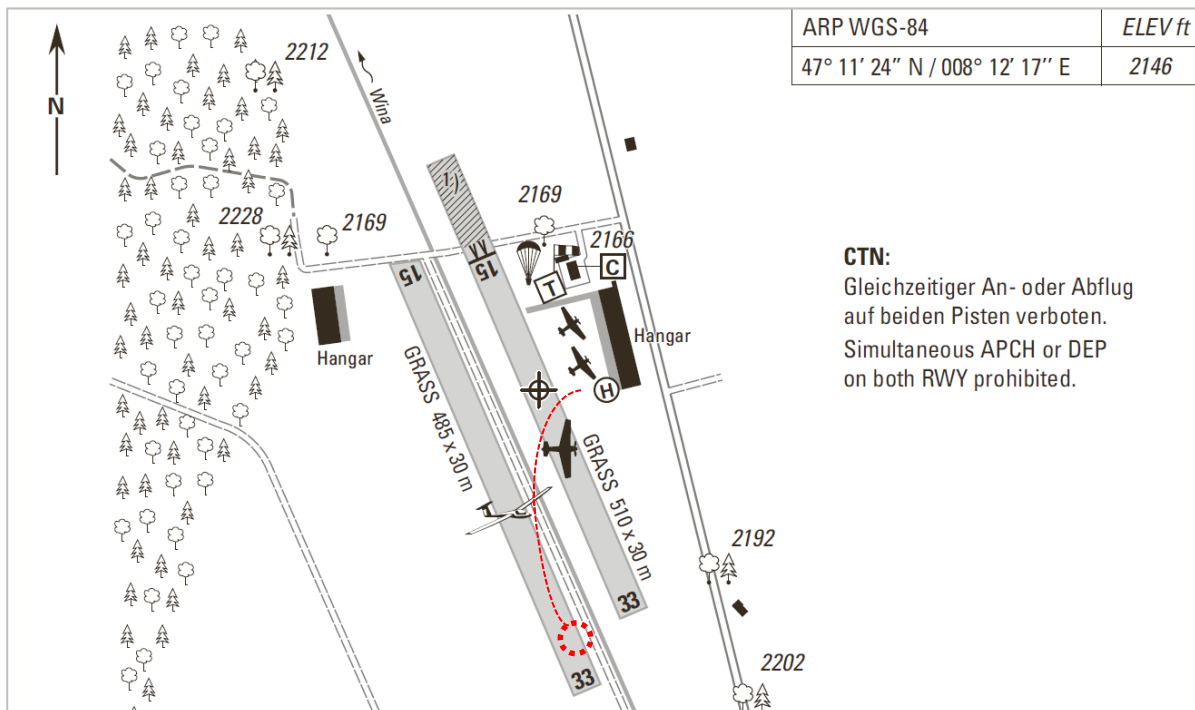 ARP WGS-84
ELEV ft
47° 11' 24" N / 008° 12' 17'' E
2146
N
2212
Wina
1)
2169
2228
2169
2166
15
15
T
C
Hangar
Hangar
H
CTN:
Gleichzeitiger An- oder Abflug
auf beiden Pisten verboten.
Simultaneous APCH or DEP
on both RWY prohibited.
GRASS 485 x 30 m
GRASS 510 x 30 m
2192
33
33
2202